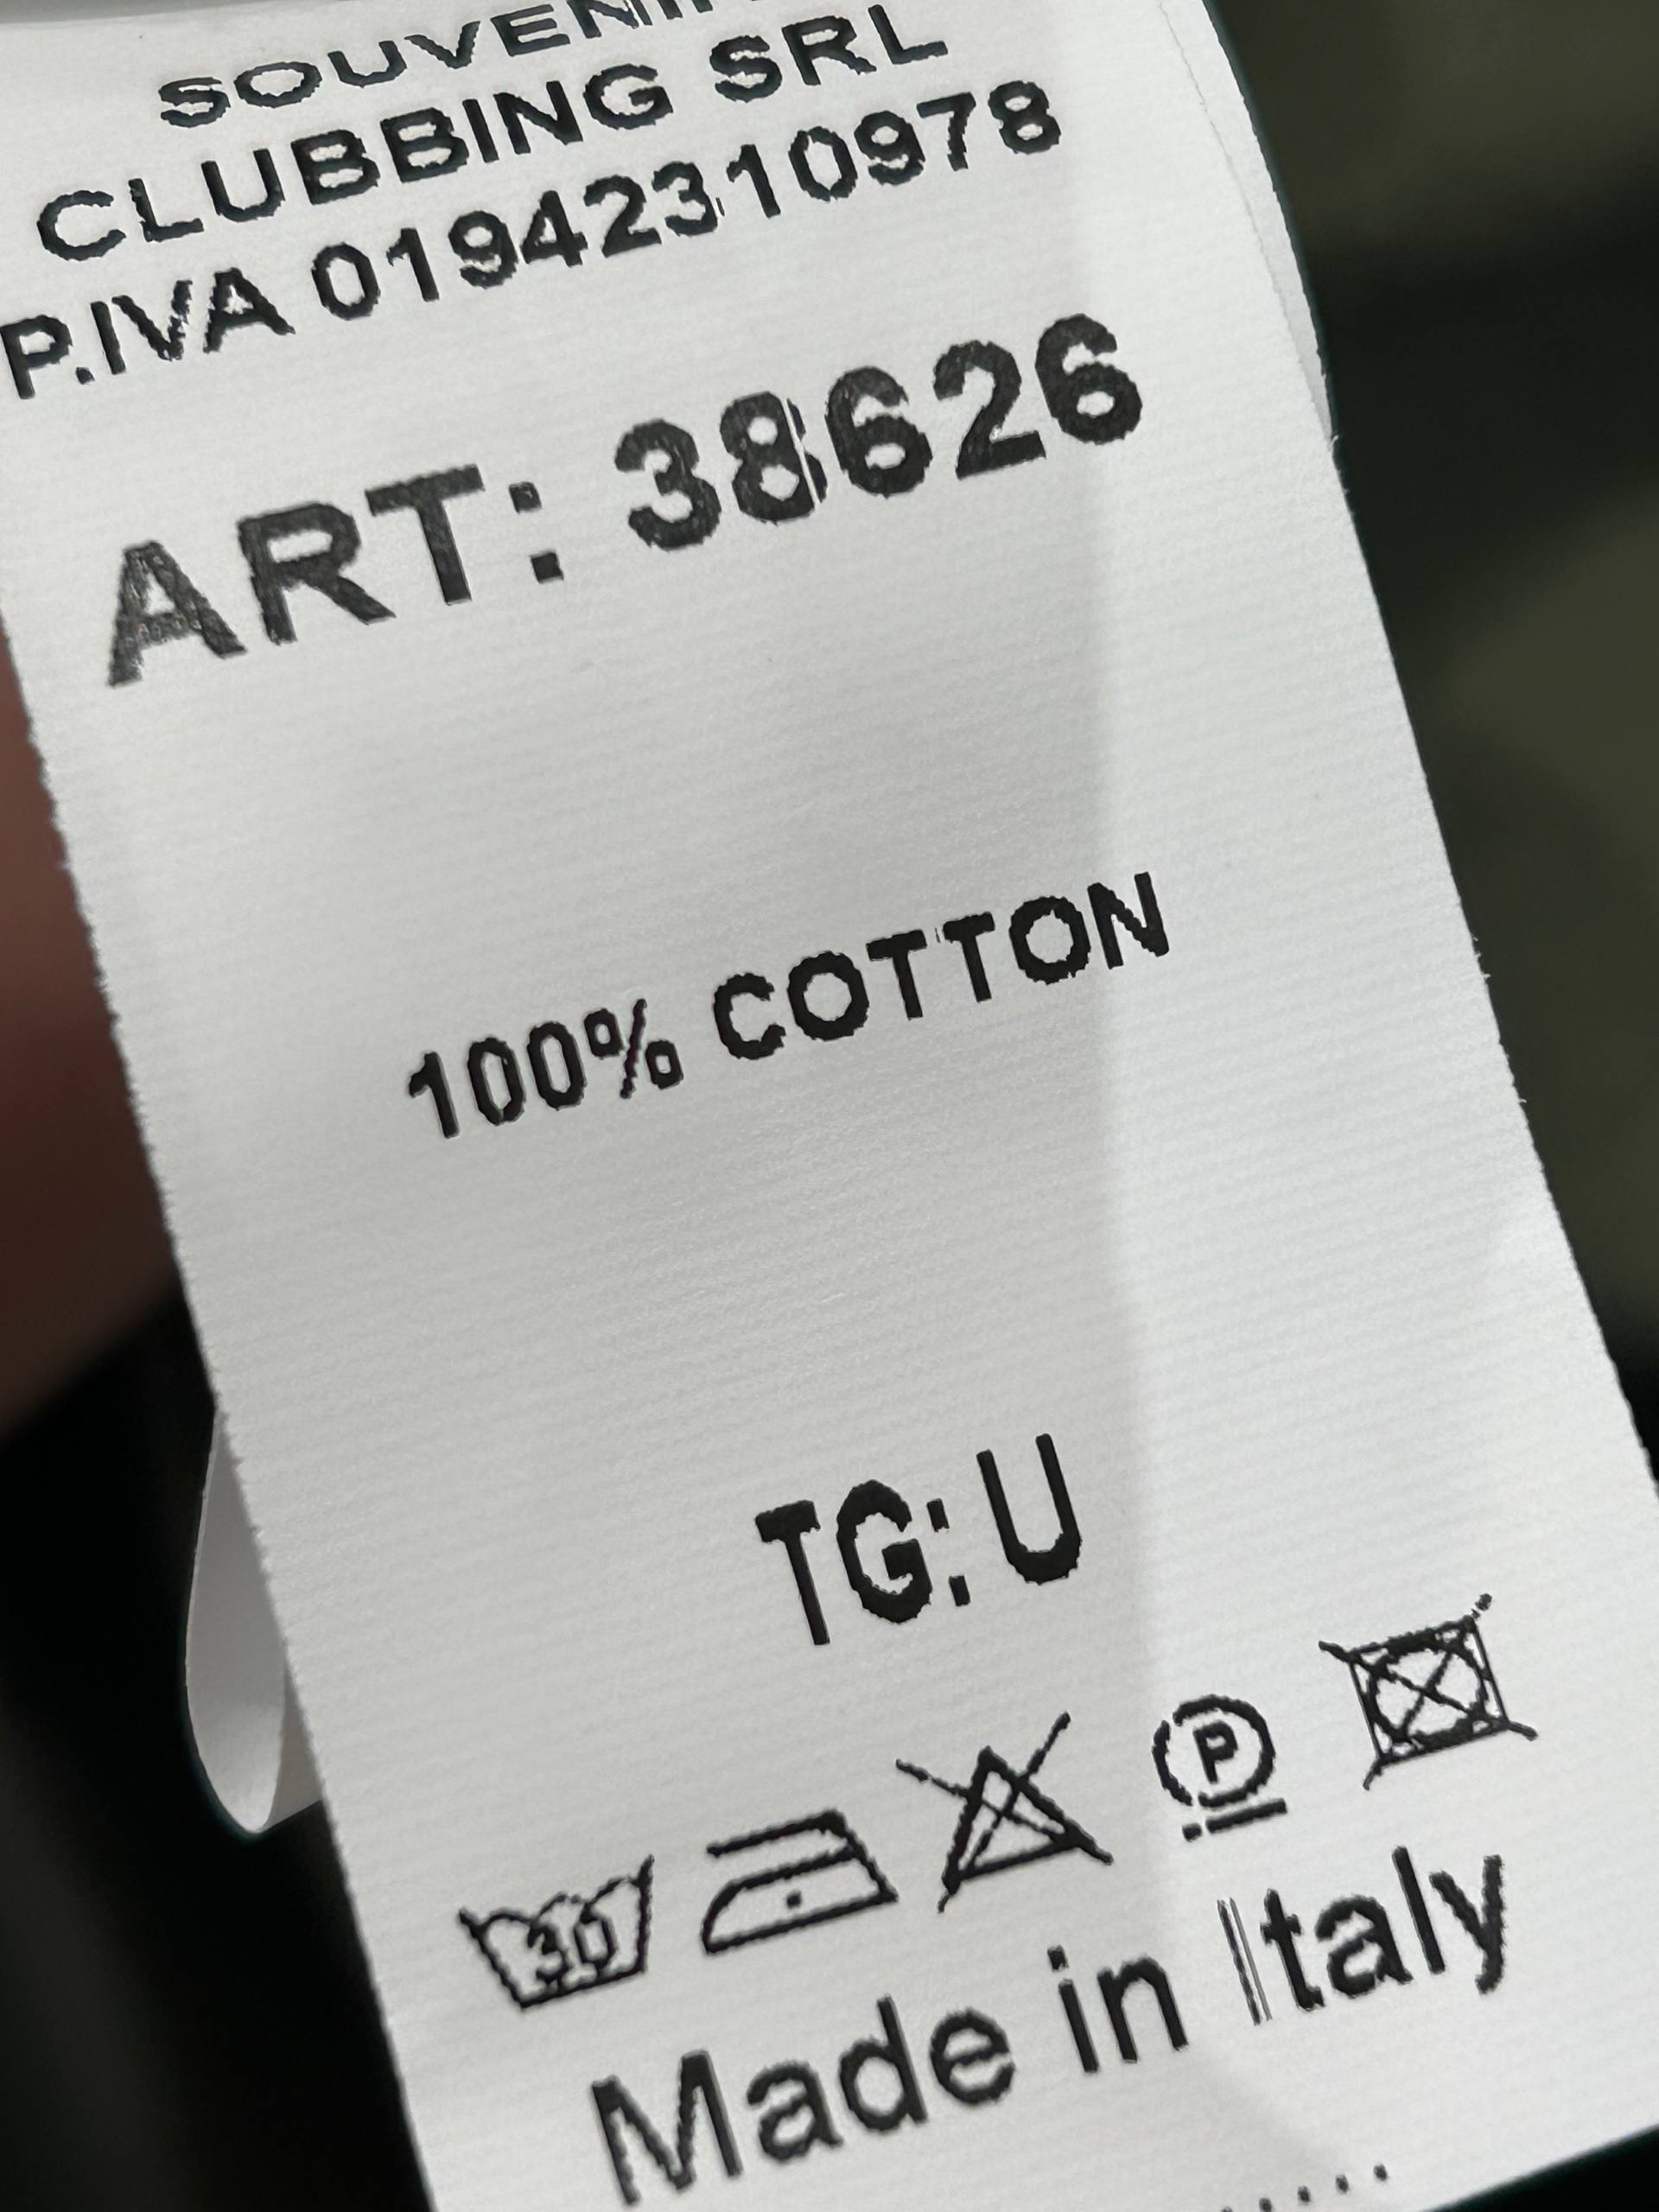 CLUBBING SRL
P.IVA 01942310978
ART: 38626
100% COTTON
TG: U
30
P
Made in Italy